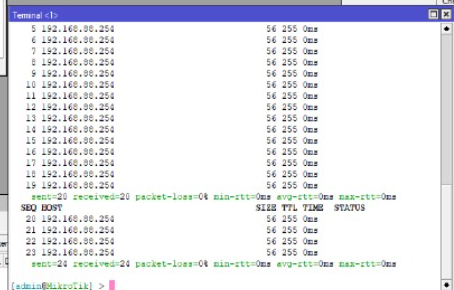 Terminal <1>
5 192.168.88.254 56 255 0ms
6 192.168.88.254 56 255 0ms
7 192.168.88.254 56 255 0ms
8 192.168.88.254 56 255 0ms
9 192.168.88.254 56 255 0ms
10 192.168.88.254 56 255 0ms
11 192.168.88.254 56 255 0ms
12 192.168.88.254 56 255 0ms
13 192.168.88.254 56 255 0ms
14 192.168.88.254 56 255 0ms
15 192.168.88.254 56 255 0ms
16 192.168.88.254 56 255 0ms
17 192.168.88.254 56 255 0ms
18 192.168.88.254 56 255 0ms
19 192.168.88.254 56 255 0ms
sent=20 received=20 packet-loss=0% min-rtt=0ms avg-rtt=0ms max-rtt=0ms
SEQ HOST SIZE TTL TIME STATUS
20 192.168.88.254 56 255 0ms
21 192.168.88.254 56 255 0ms
22 192.168.88.254 56 255 0ms
23 192.168.88.254 56 255 0ms
sent=24 received=24 packet-loss=0% min-rtt=0ms avg-rtt=0ms max-rtt=0ms
[admin@MikroTik] >